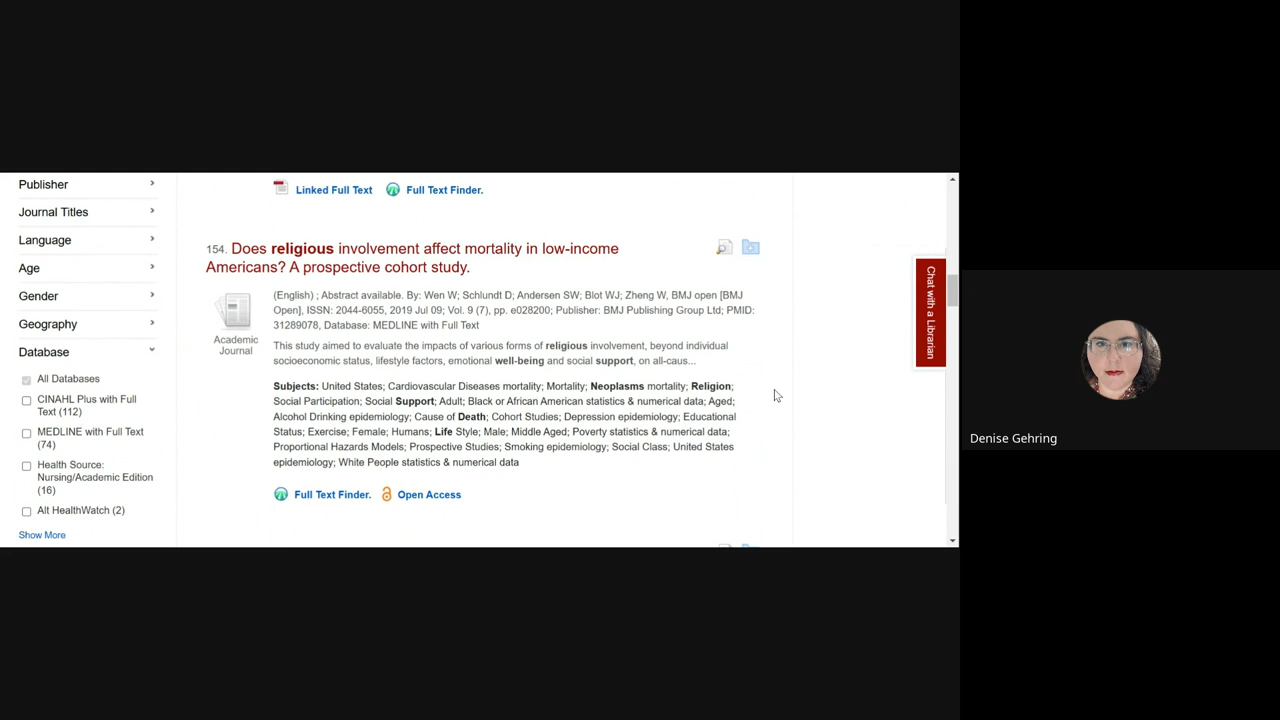 Publisher
Journal Titles
Language
Age
Gender
Geography
Database
All Databases
CINAHL Plus with Full
Text (112)
MEDLINE with Full Text
(74)
Health Source:
Nursing/Academic Edition
(16)
Alt HealthWatch (2)
Show More
Linked Full Text Full Text Finder.
154. Does religious involvement affect mortality in low-income
Americans? A prospective cohort study.
Academic
Journal
(English) ; Abstract available. By: Wen W; Schlundt D; Andersen SW; Blot WJ; Zheng W, BMJ open [BMJ
Open], ISSN: 2044-6055, 2019 Jul 09; Vol. 9 (7), pp. e028200; Publisher: BMJ Publishing Group Ltd; PMID:
31289078, Database: MEDLINE with Full Text
This study aimed to evaluate the impacts of various forms of religious involvement, beyond individual
socioeconomic status, lifestyle factors, emotional well-being and social support, on all-caus...
Subjects: United States; Cardiovascular Diseases mortality; Mortality; Neoplasms mortality; Religion;
Social Participation; Social Support; Adult; Black or African American statistics & numerical data; Aged;
Alcohol Drinking epidemiology; Cause of Death; Cohort Studies; Depression epidemiology; Educational
Status; Exercise; Female; Humans; Life Style; Male; Middle Aged; Poverty statistics & numerical data;
Proportional Hazards Models; Prospective Studies; Smoking epidemiology; Social Class; United States
epidemiology; White People statistics & numerical data
Full Text Finder. Open Access
Chat with a Librarian
Denise Gehring